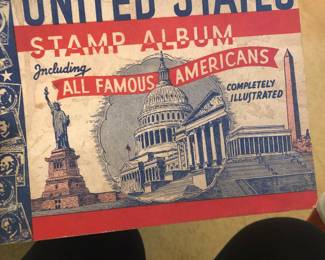 UNITED STATES
STAMP ALBUM
Including
ALL FAMOUS AMERICANS
COMPLETELY
ILLUSTRATED